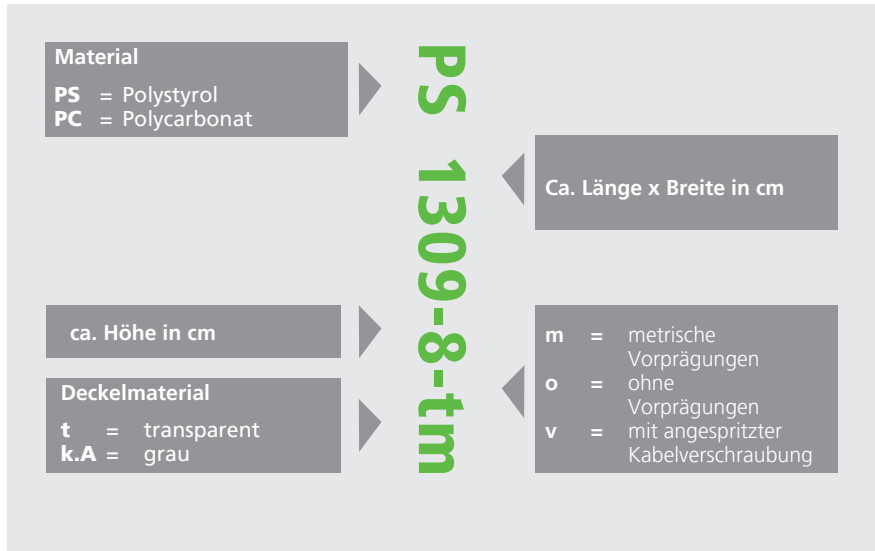 Material
PS = Polystyrol
PC = Polycarbonat
PS 1309-8-tm
Ca. Länge x Breite in cm
ca. Höhe in cm
Deckelmaterial
t = transparent
k.A = grau
m = metrische
Vorprägungen
o = ohne
Vorprägungen
v = mit angespritzter
Kabelverschraubung